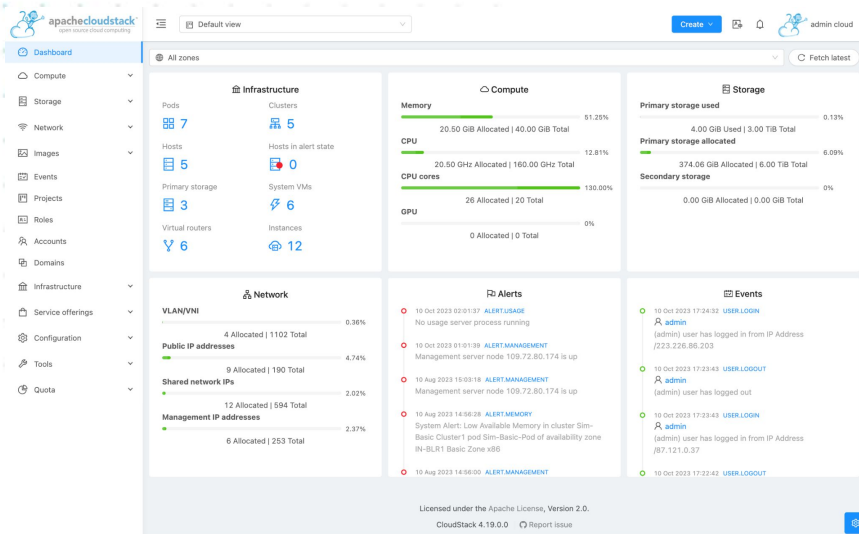 apachecloudstack
open source cloud computing
Default view
Create
admin cloud
All zones
Fetch latest
Dashboard
Compute
Storage
Network
Images
Events
Projects
Roles
Accounts
Domains
Infrastructure
Service offerings
Configuration
Tools
Quota
Infrastructure
Pods
7
Clusters
5
Hosts
5
Hosts in alert state
0
Primary storage
3
System VMs
6
Virtual routers
6
Instances
12
Compute
Memory
51.25%
20.50 GiB Allocated | 40.00 GiB Total
CPU
12.81%
20.50 GHz Allocated | 160.00 GHz Total
CPU cores
130.00%
26 Allocated | 20 Total
GPU
0%
0 Allocated | 0 Total
Storage
Primary storage used
0.13%
4.00 GiB Used | 3.00 TiB Total
Primary storage allocated
6.09%
374.06 GiB Allocated | 6.00 TiB Total
Secondary storage
0%
0.00 GiB Allocated | 0.00 GiB Total
Network
VLAN/VNI
0.36%
4 Allocated | 1102 Total
Public IP addresses
4.74%
9 Allocated | 190 Total
Shared network IPs
2.02%
12 Allocated | 594 Total
Management IP addresses
2.37%
6 Allocated | 253 Total
Alerts
10 Oct 2023 02:01:37 ALERT.USAGE
No usage server process running
10 Oct 2023 01:01:39 ALERT.MANAGEMENT
Management server node 109.72.80.174 is up
10 Aug 2023 15:03:18 ALERT.MANAGEMENT
Management server node 109.72.80.174 is up
10 Aug 2023 14:58:28 ALERT.MEMORY
System Alert: Low Available Memory in cluster Sim-
Basic Cluster1 pod Sim-Basic-Pod of availability zone
IN-BLR1 Basic Zone x86
10 Aug 2023 14:56:00 ALERT.MANAGEMENT
Events
10 Oct 2023 17:24:32 USER.LOGIN
admin
(admin) user has logged in from IP Address
/223.226.86.203
10 Oct 2023 17:23:43 USER.LOGOUT
admin
(admin) user has logged out
10 Oct 2023 17:23:43 USER.LOGIN
admin
(admin) user has logged in from IP Address
/87.121.0.37
10 Oct 2023 17:22:42 USER.LOGOUT
Licensed under the Apache License, Version 2.0.
CloudStack 4.19.0.0 Report issue